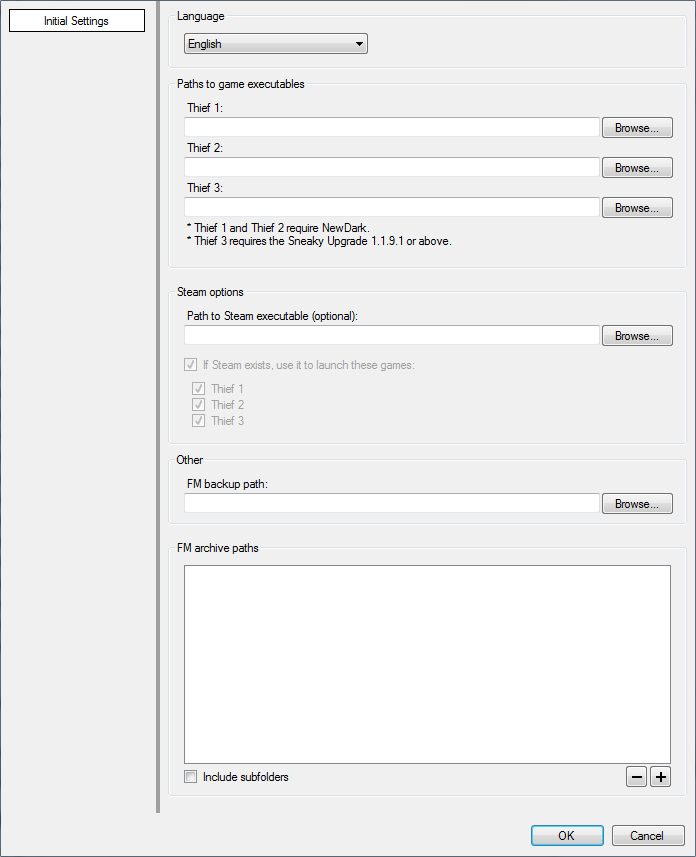 Initial Settings
Language
English
Paths to game executables
Thief 1:
Browse...
Thief 2:
Browse...
Thief 3:
Browse...
* Thief 1 and Thief 2 require NewDark.
* Thief 3 requires the Sneaky Upgrade 1.1.9.1 or above.
Steam options
Path to Steam executable (optional):
Browse...
If Steam exists, use it to launch these games:
Thief 1
Thief 2
Thief 3
Other
FM backup path:
Browse...
FM archive paths
Include subfolders
OK Cancel